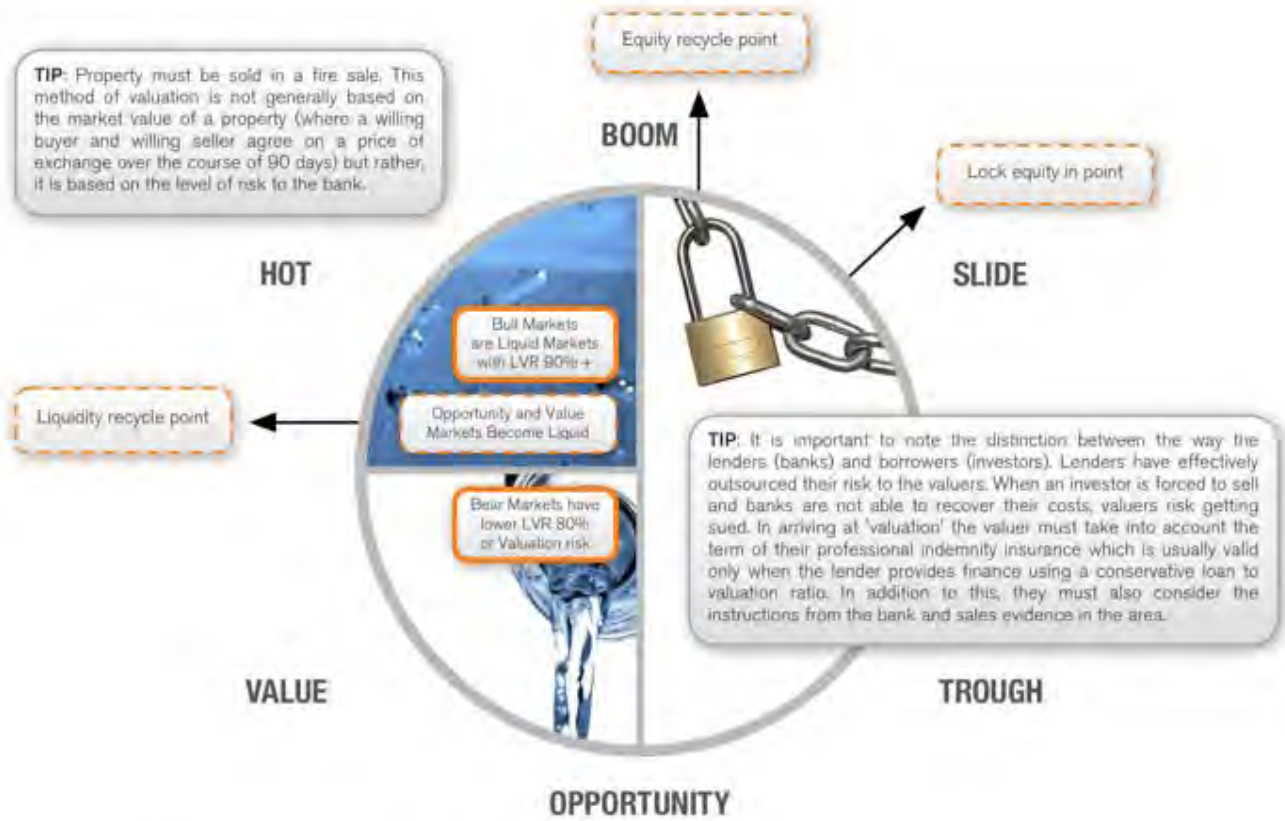 Equity recycle point
TIP: Property must be sold in a fire sale. This
method of valuation is not generally based on
the market value of a property (where a willing
buyer and willing seller agree on a price of
exchange over the course of 90 days) but rather,
it is based on the level of risk to the bank.
BOOM
Lock equity in point
HOT
SLIDE
Bull Markets
are Liquid Markets
with LVR 90%+
Liquidity recycle point
Opportunity and Value
Markets Become Liquid
TIP: It is important to note the distinction between the way the
lenders (banks) and borrowers (investors). Lenders have effectively
outsourced their risk to the valuers. When an investor is forced to sell
and banks are not able to recover their costs, valuers risk getting
sued. In arriving at 'valuation' the valuer must take into account the
term of their professional indemnity insurance which is usually valid
only when the lender provides finance using a conservative loan to
valuation ratio. In addition to this, they must also consider the
instructions from the bank and sales evidence in the area.
Bear Markets have
lower LVR 80%
or Valuation risk
VALUE
TROUGH
OPPORTUNITY